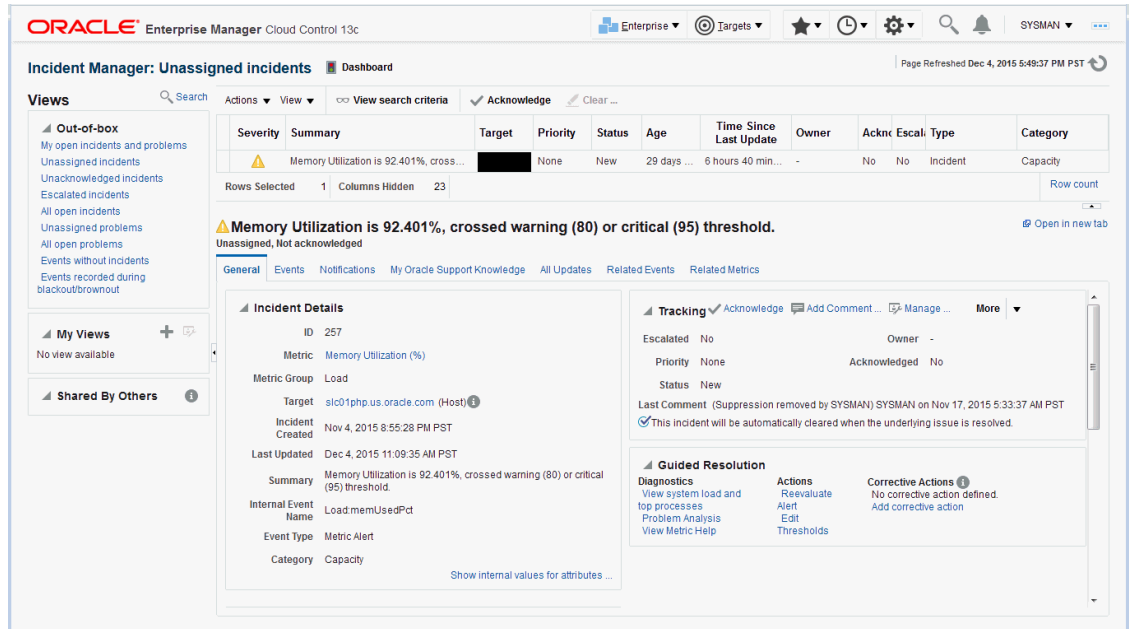 ORACLE Enterprise Manager Cloud Control 13c
Enterprise
Targets
SYSMAN
Incident Manager: Unassigned incidents
Dashboard
Page Refreshed Dec 4, 2015 5:49:37 PM PST
Views
Search
Out-of-box
My open incidents and problems
Unassigned incidents
Unacknowledged incidents
Escalated incidents
All open incidents
Unassigned problems
All open problems
Events without incidents
Events recorded during
blackout/brownout
My Views
No view available
Shared By Others
Actions View View search criteria Acknowledge Clear ...
Severity Summary Target Priority Status Age Time Since Last Update Owner Ackno Escala Type Category
Memory Utilization is 92.401%, cross... None New 29 days ... 6 hours 40 min... - No No Incident Capacity
Rows Selected 1 Columns Hidden 23
Row count
Memory Utilization is 92.401%, crossed warning (80) or critical (95) threshold.
Open in new tab
Unassigned, Not acknowledged
General Events Notifications My Oracle Support Knowledge All Updates Related Events Related Metrics
Incident Details
ID 257
Metric Memory Utilization (%)
Metric Group Load
Target slc01php.us.oracle.com (Host)
Incident Created Nov 4, 2015 8:55:28 PM PST
Last Updated Dec 4, 2015 11:09:35 AM PST
Summary Memory Utilization is 92.401%, crossed warning (80) or critical
(95) threshold.
Internal Event Name Load:memUsedPct
Event Type Metric Alert
Category Capacity
Show internal values for attributes ...
Tracking Acknowledge Add Comment ... Manage ... More
Escalated No Owner -
Priority None Acknowledged No
Status New
Last Comment (Suppression removed by SYSMAN) SYSMAN on Nov 17, 2015 5:33:37 AM PST
This incident will be automatically cleared when the underlying issue is resolved.
Guided Resolution
Diagnostics
View system load and
top processes
Problem Analysis
View Metric Help
Actions
Reevaluate
Alert
Edit
Thresholds
Corrective Actions
No corrective action defined.
Add corrective action